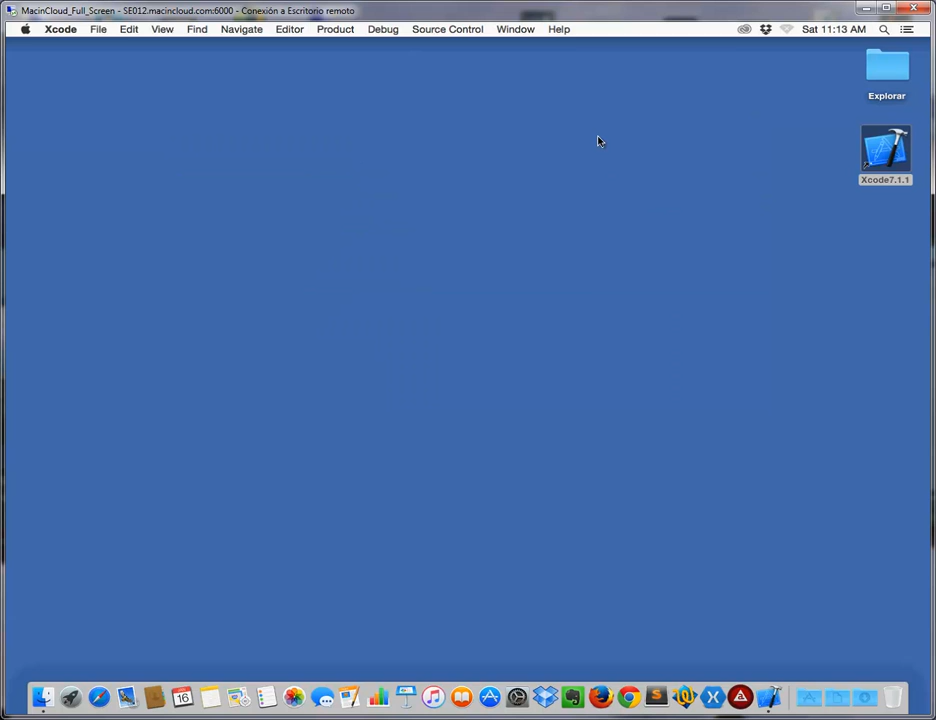 MacinCloud_Full_Screen - SE012.macincloud.com:6000 - Conexión a Escritorio remoto
Xcode File Edit View Find Navigate Editor Product Debug Source Control Window Help Sat 11:13 AM
Explorar
Xcode7.1.1
16